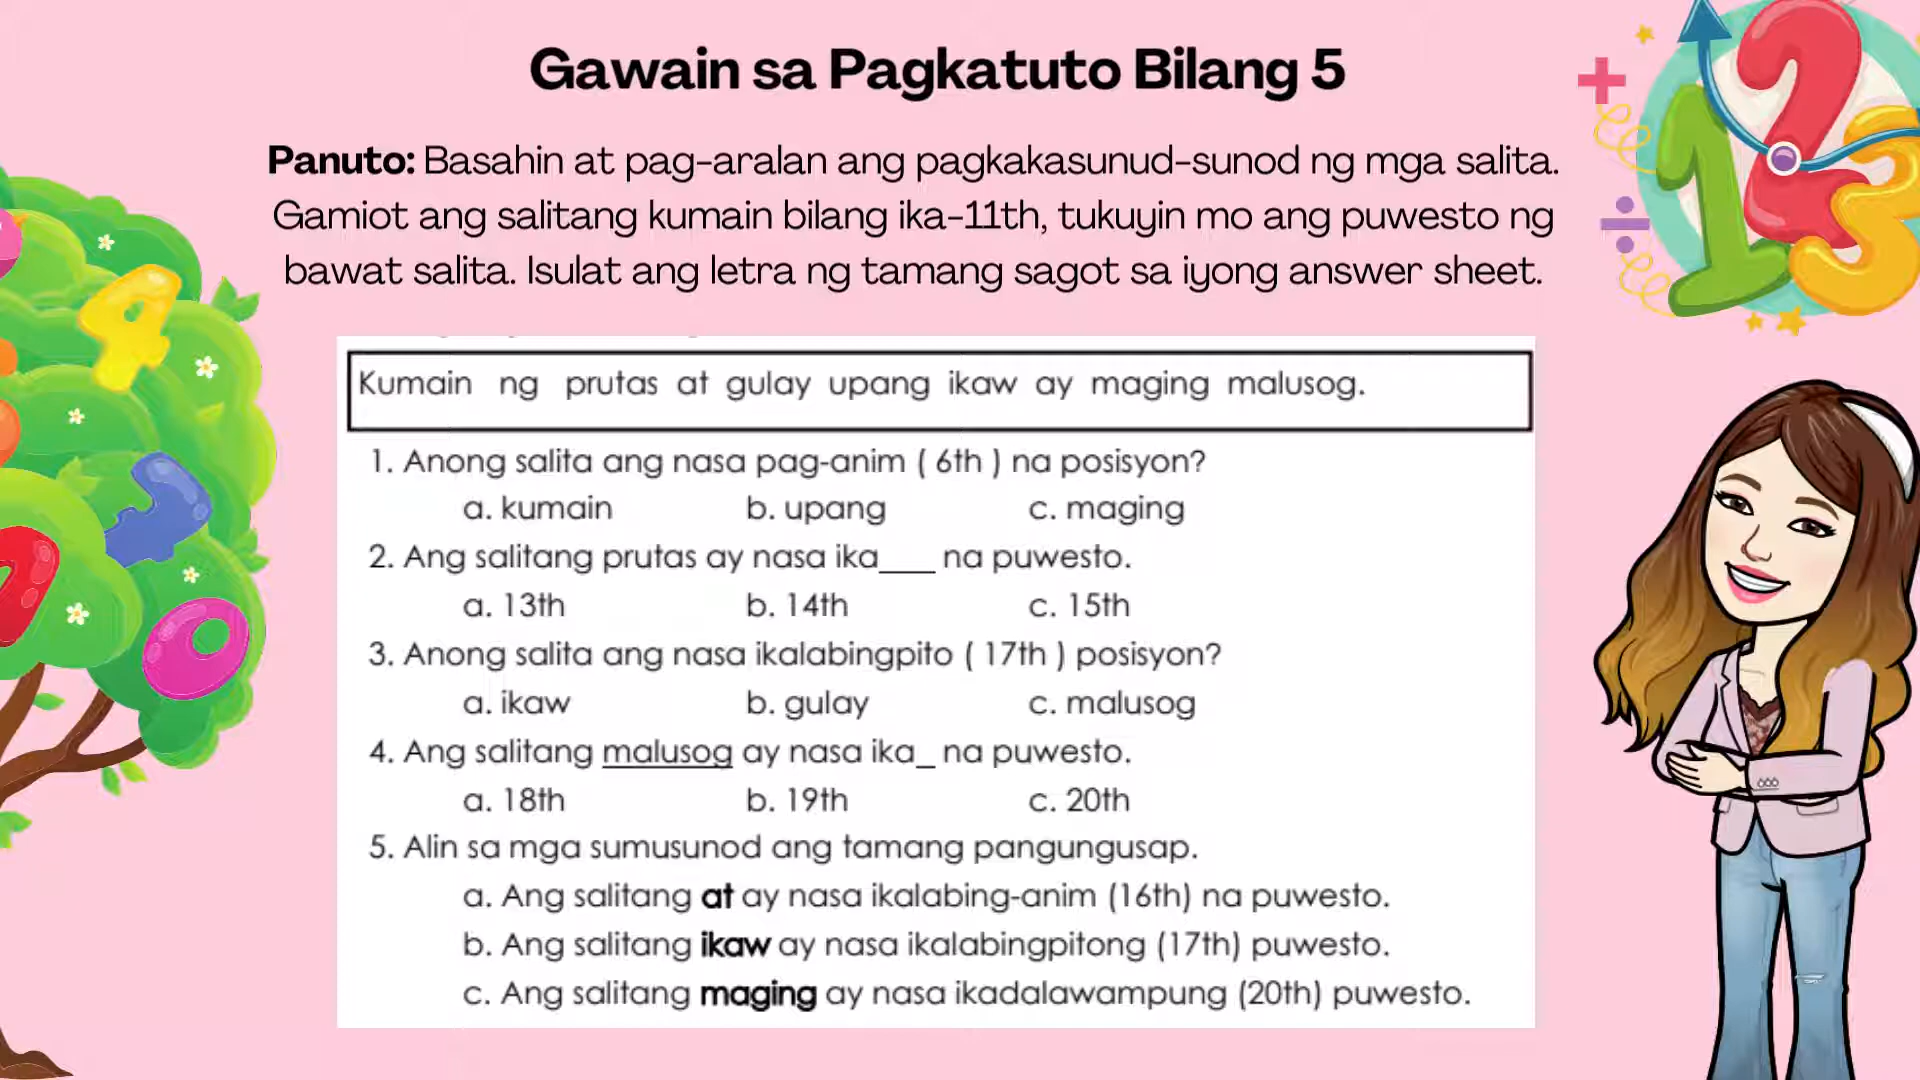 Gawain sa Pagkatuto Bilang 5
Panuto: Basahin at pag-aralan ang pagkakasunud-sunod ng mga salita.
Gamiot ang salitang kumain bilang ika-11th, tukuyin mo ang puwesto ng
bawat salita. Isulat ang letra ng tamang sagot sa iyong answer sheet.
Kumain ng prutas at gulay upang ikaw ay maging malusog.
1. Anong salita ang nasa pag-anim ( 6th ) na posisyon?
a. kumain b. upang c. maging
2. Ang salitang prutas ay nasa ika___ na puwesto.
a. 13th b. 14th c. 15th
3. Anong salita ang nasa ikalabingpito ( 17th ) posisyon?
a. ikaw b. gulay c. malusog
4. Ang salitang malusog ay nasa ika_ na puwesto.
a. 18th b. 19th c. 20th
5. Alin sa mga sumusunod ang tamang pangungusap.
a. Ang salitang at ay nasa ikalabing-anim (16th) na puwesto.
b. Ang salitang ikaw ay nasa ikalabingpitong (17th) puwesto.
c. Ang salitang maging ay nasa ikadalawampung (20th) puwesto.